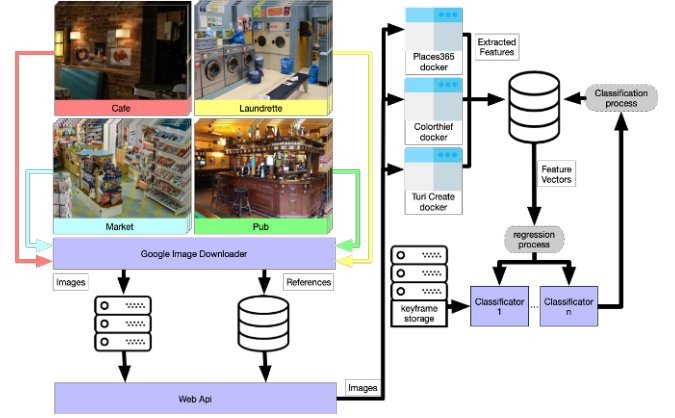 Cafe
Laundrette
Market
Pub
Google Image Downloader
Images
References
Web Api
Images
Places365
docker
Colorthief
docker
Turi Create
docker
Extracted
Features
Classification
process
Feature
Vectors
regression
process
keyframe
storage
Classificator
1
...
Classificator
n